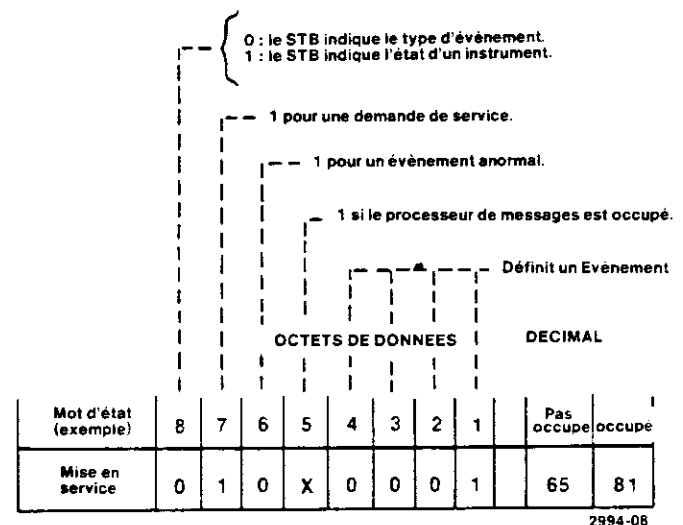 0 : le STB indique le type d'évènement.
1 : le STB indique l'état d'un instrument.
1 pour une demande de service.
1 pour un évènement anormal.
1 si le processeur de messages est occupé.
Définit un Evènement
OCTETS DE DONNEES DECIMAL
Mot d'état (exemple) 8 7 6 5 4 3 2 1 Pas occupe occupé
Mise en service 0 1 0 X 0 0 0 1 65 81
2994-08